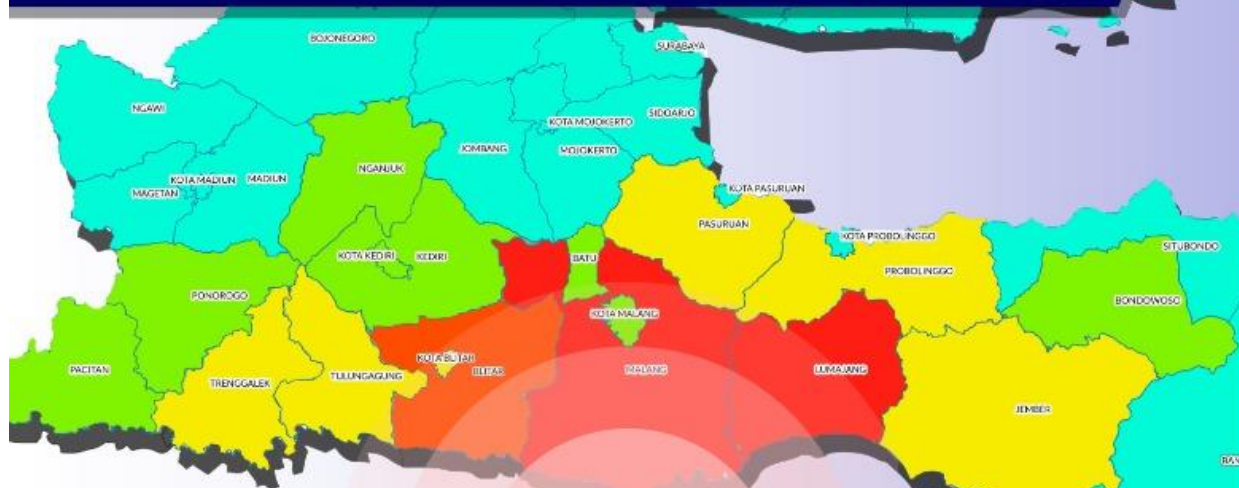 BOJONEGORO
SURABAYA
NGAWI
SIDOARJO
KOTA MOJOKERTO
JOMBANG
MOJOKERTO
NGANJUK
KOTA MADIUN
MADIUN
MAGETAN
KOTA PASURUAN
PASURUAN
KOTA PROBOLINGGO
SITUBONDO
KOTA KEDIRI
KEDIRI
BATU
PROBOLINGGO
PONOROGO
BONDOWOSO
KOTA MALANG
KOTA BLITAR
BLITAR
PACITAN
TRENGGALEK
TULUNGAGUNG
MALANG
LUMAJANG
JEMBER